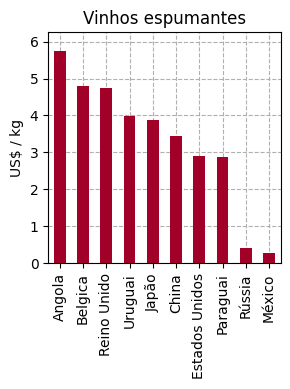 Vinhos espumantes
US$ / kg
6
5
4
3
2
1
0
Angola
Belgica
Reino Unido
Uruguai
Japão
China
Estados Unidos
Paraguai
Rússia
México